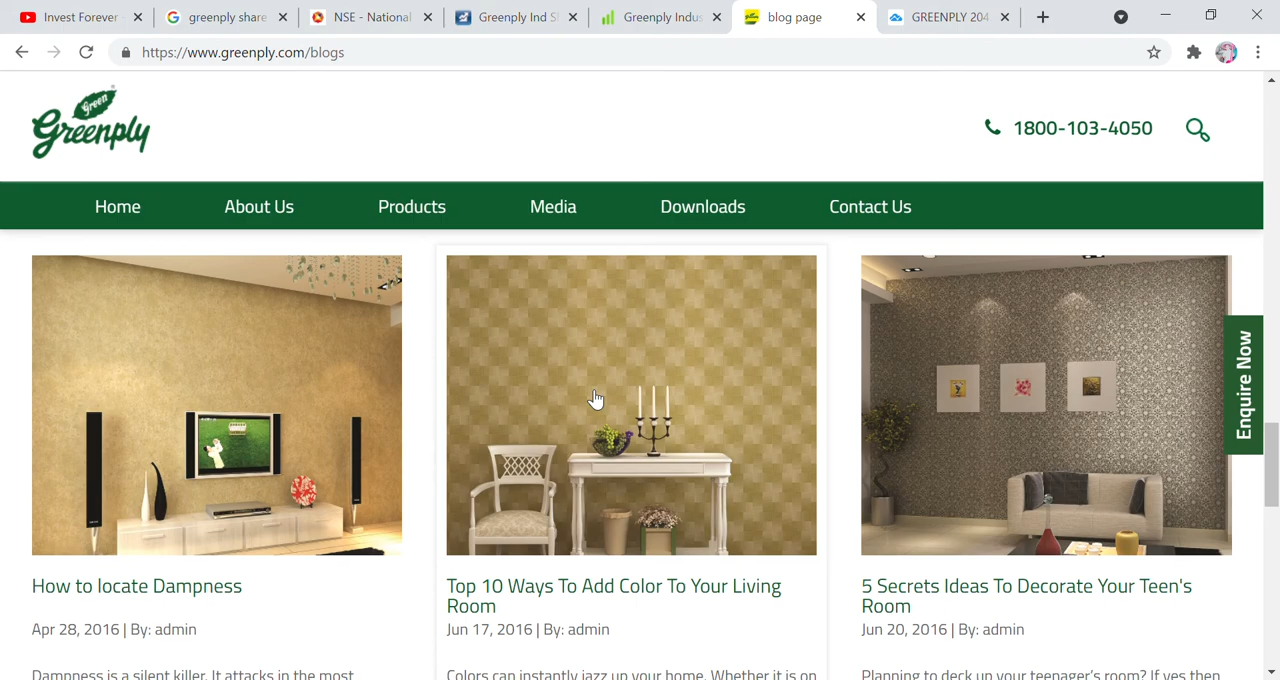 Invest Forever
greenply share
NSE - National
Greenply Ind S
Greenply Indus
blog page
GREENPLY 204
https://www.greenply.com/blogs
Green
Greenply
1800-103-4050
Home
About Us
Products
Media
Downloads
Contact Us
Enquire Now
How to locate Dampness
Apr 28, 2016 | By: admin
Dampness is a silent killer. It attacks in the most
Top 10 Ways To Add Color To Your Living
Room
Jun 17, 2016 | By: admin
Colors can instantly jazz up your home. Whether it is on
5 Secrets Ideas To Decorate Your Teen's
Room
Jun 20, 2016 | By: admin
Planning to deck up your teenager's room? If yes then